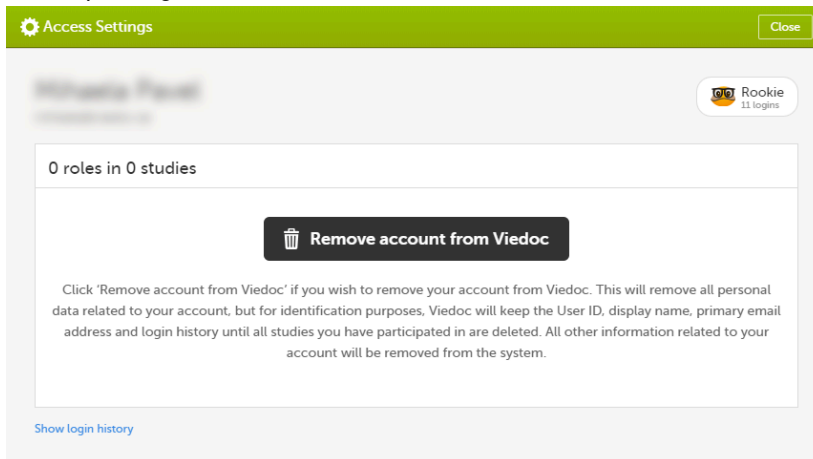 Access Settings
Close
Rookie
11 logins
0 roles in 0 studies
Remove account from Viedoc
Click ‘Remove account from Viedoc’ if you wish to remove your account from Viedoc. This will remove all personal
data related to your account, but for identification purposes, Viedoc will keep the User ID, display name, primary email
address and login history until all studies you have participated in are deleted. All other information related to your
account will be removed from the system.
Show login history